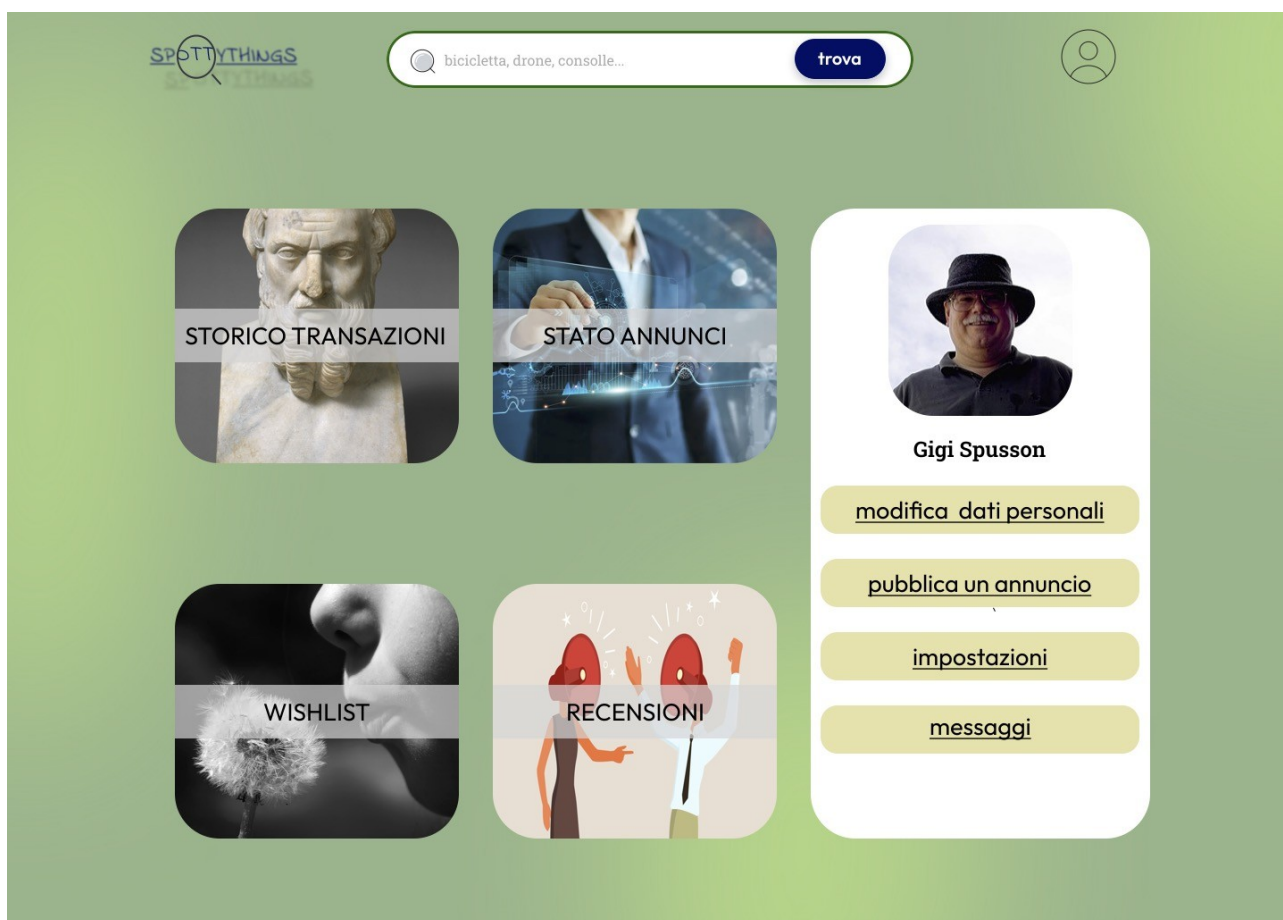 SPOTTYTHINGS
SPOTTYTHINGS
bicicletta, drone, consolle...
trova
STORICO TRANSAZIONI
STATO ANNUNCI
Gigi Spusson
modifica  dati personali
pubblica un annuncio
impostazioni
messaggi
WISHLIST
RECENSIONI